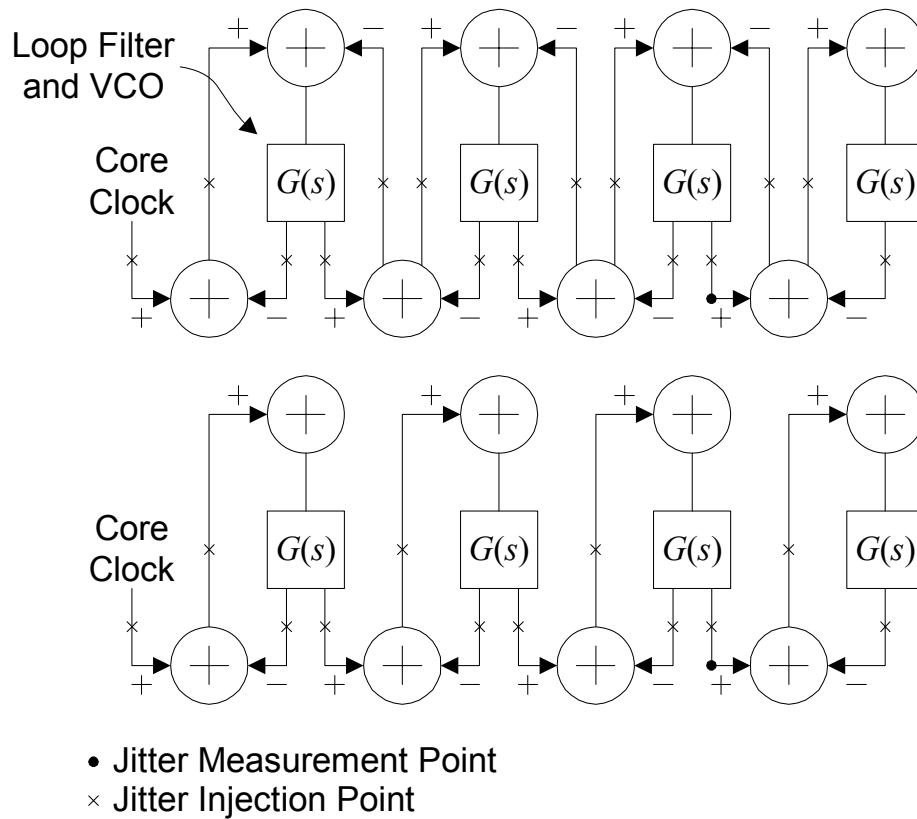 + − + − + − +
Loop Filter
and VCO
Core
Clock
G(s) G(s) G(s) G(s)
+ + + +
+ − + − + − + −
+ + + +
+ + + +
Core
Clock
G(s) G(s) G(s) G(s)
+ + + +
+ − + − + − + −
• Jitter Measurement Point
× Jitter Injection Point